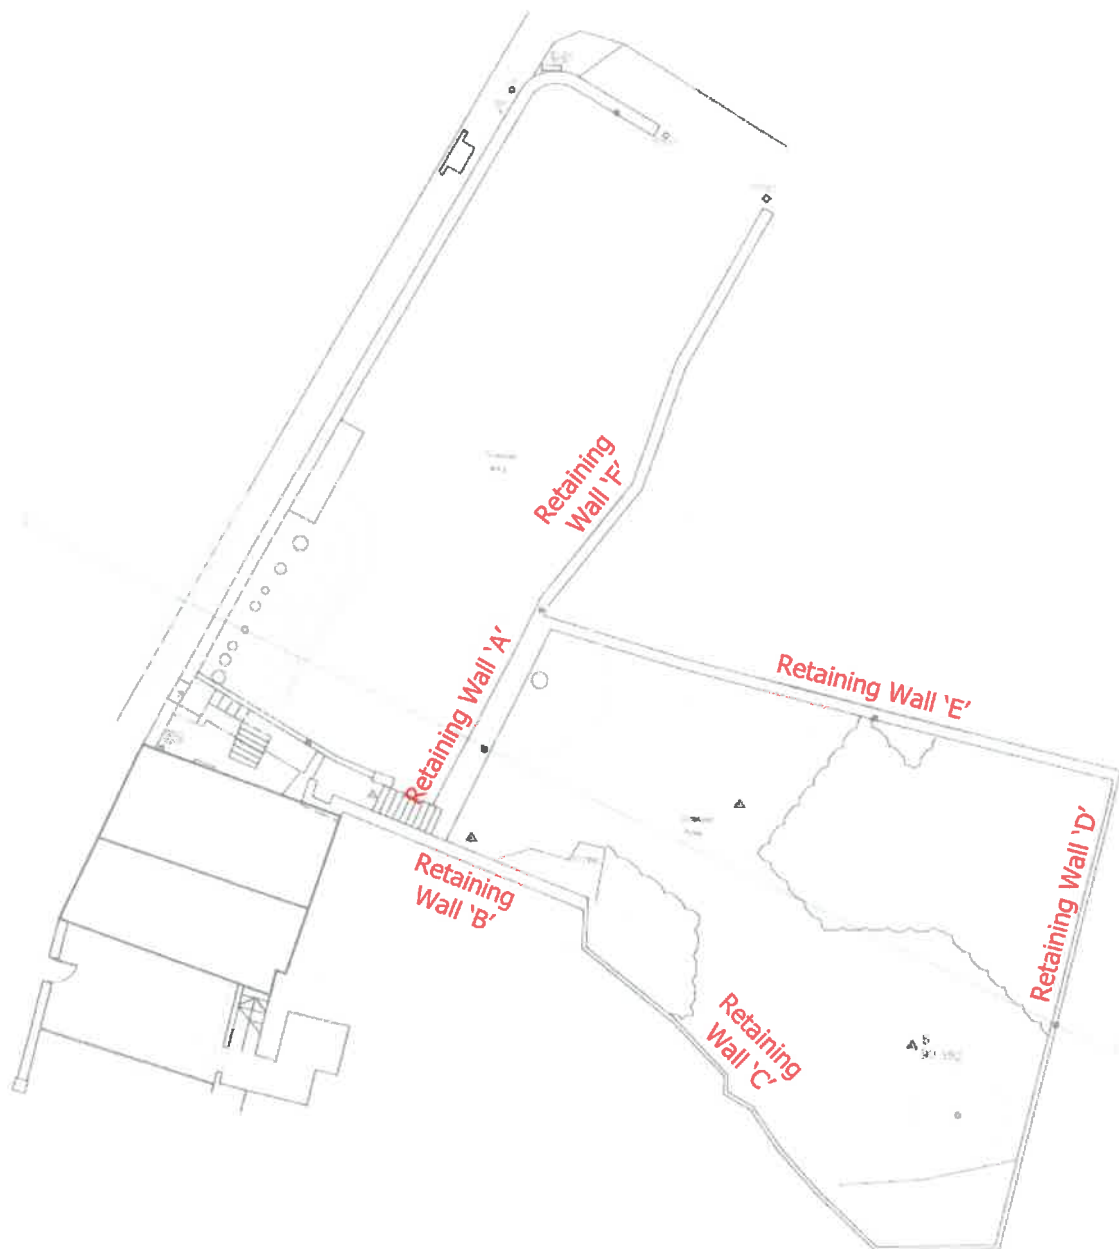 Retaining
Wall ‘F’
Retaining Wall ‘A’
Retaining Wall ‘E’
Retaining Wall ‘D’
Retaining
Wall ‘B’
Retaining
Wall ‘C’